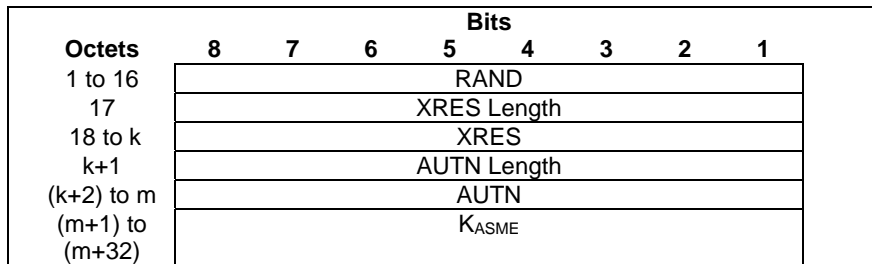 Bits
Octets 8 7 6 5 4 3 2 1
1 to 16 RAND
17 XRES Length
18 to k XRES
k+1 AUTN Length
(k+2) to m AUTN
(m+1) to K_ASME
(m+32)